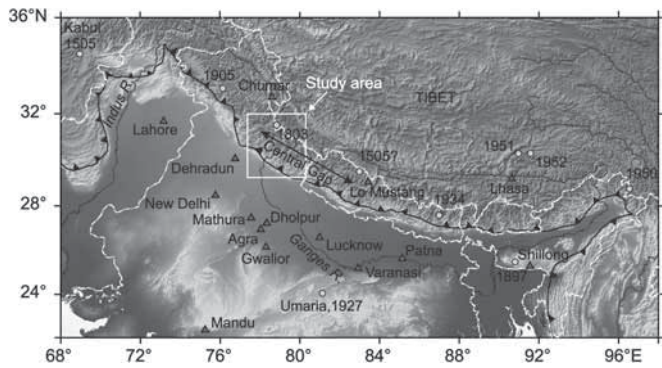 36°N
32°
28°
24°
68°
72°
76°
80°
84°
88°
92°
96°E
Kabul
1505
Indus R.
1905
Chumar
Study area
TIBET
Lahore
1803
Central Gap
1505?
1951
1952
1950
Dehradun
Lo Mustang
Lhasa
New Delhi
1934
Mathura
Dholpur
Agra
Gwalior
Ganges R.
Lucknow
Patna
Varanasi
Shillong
1897
Umaria,1927
Mandu